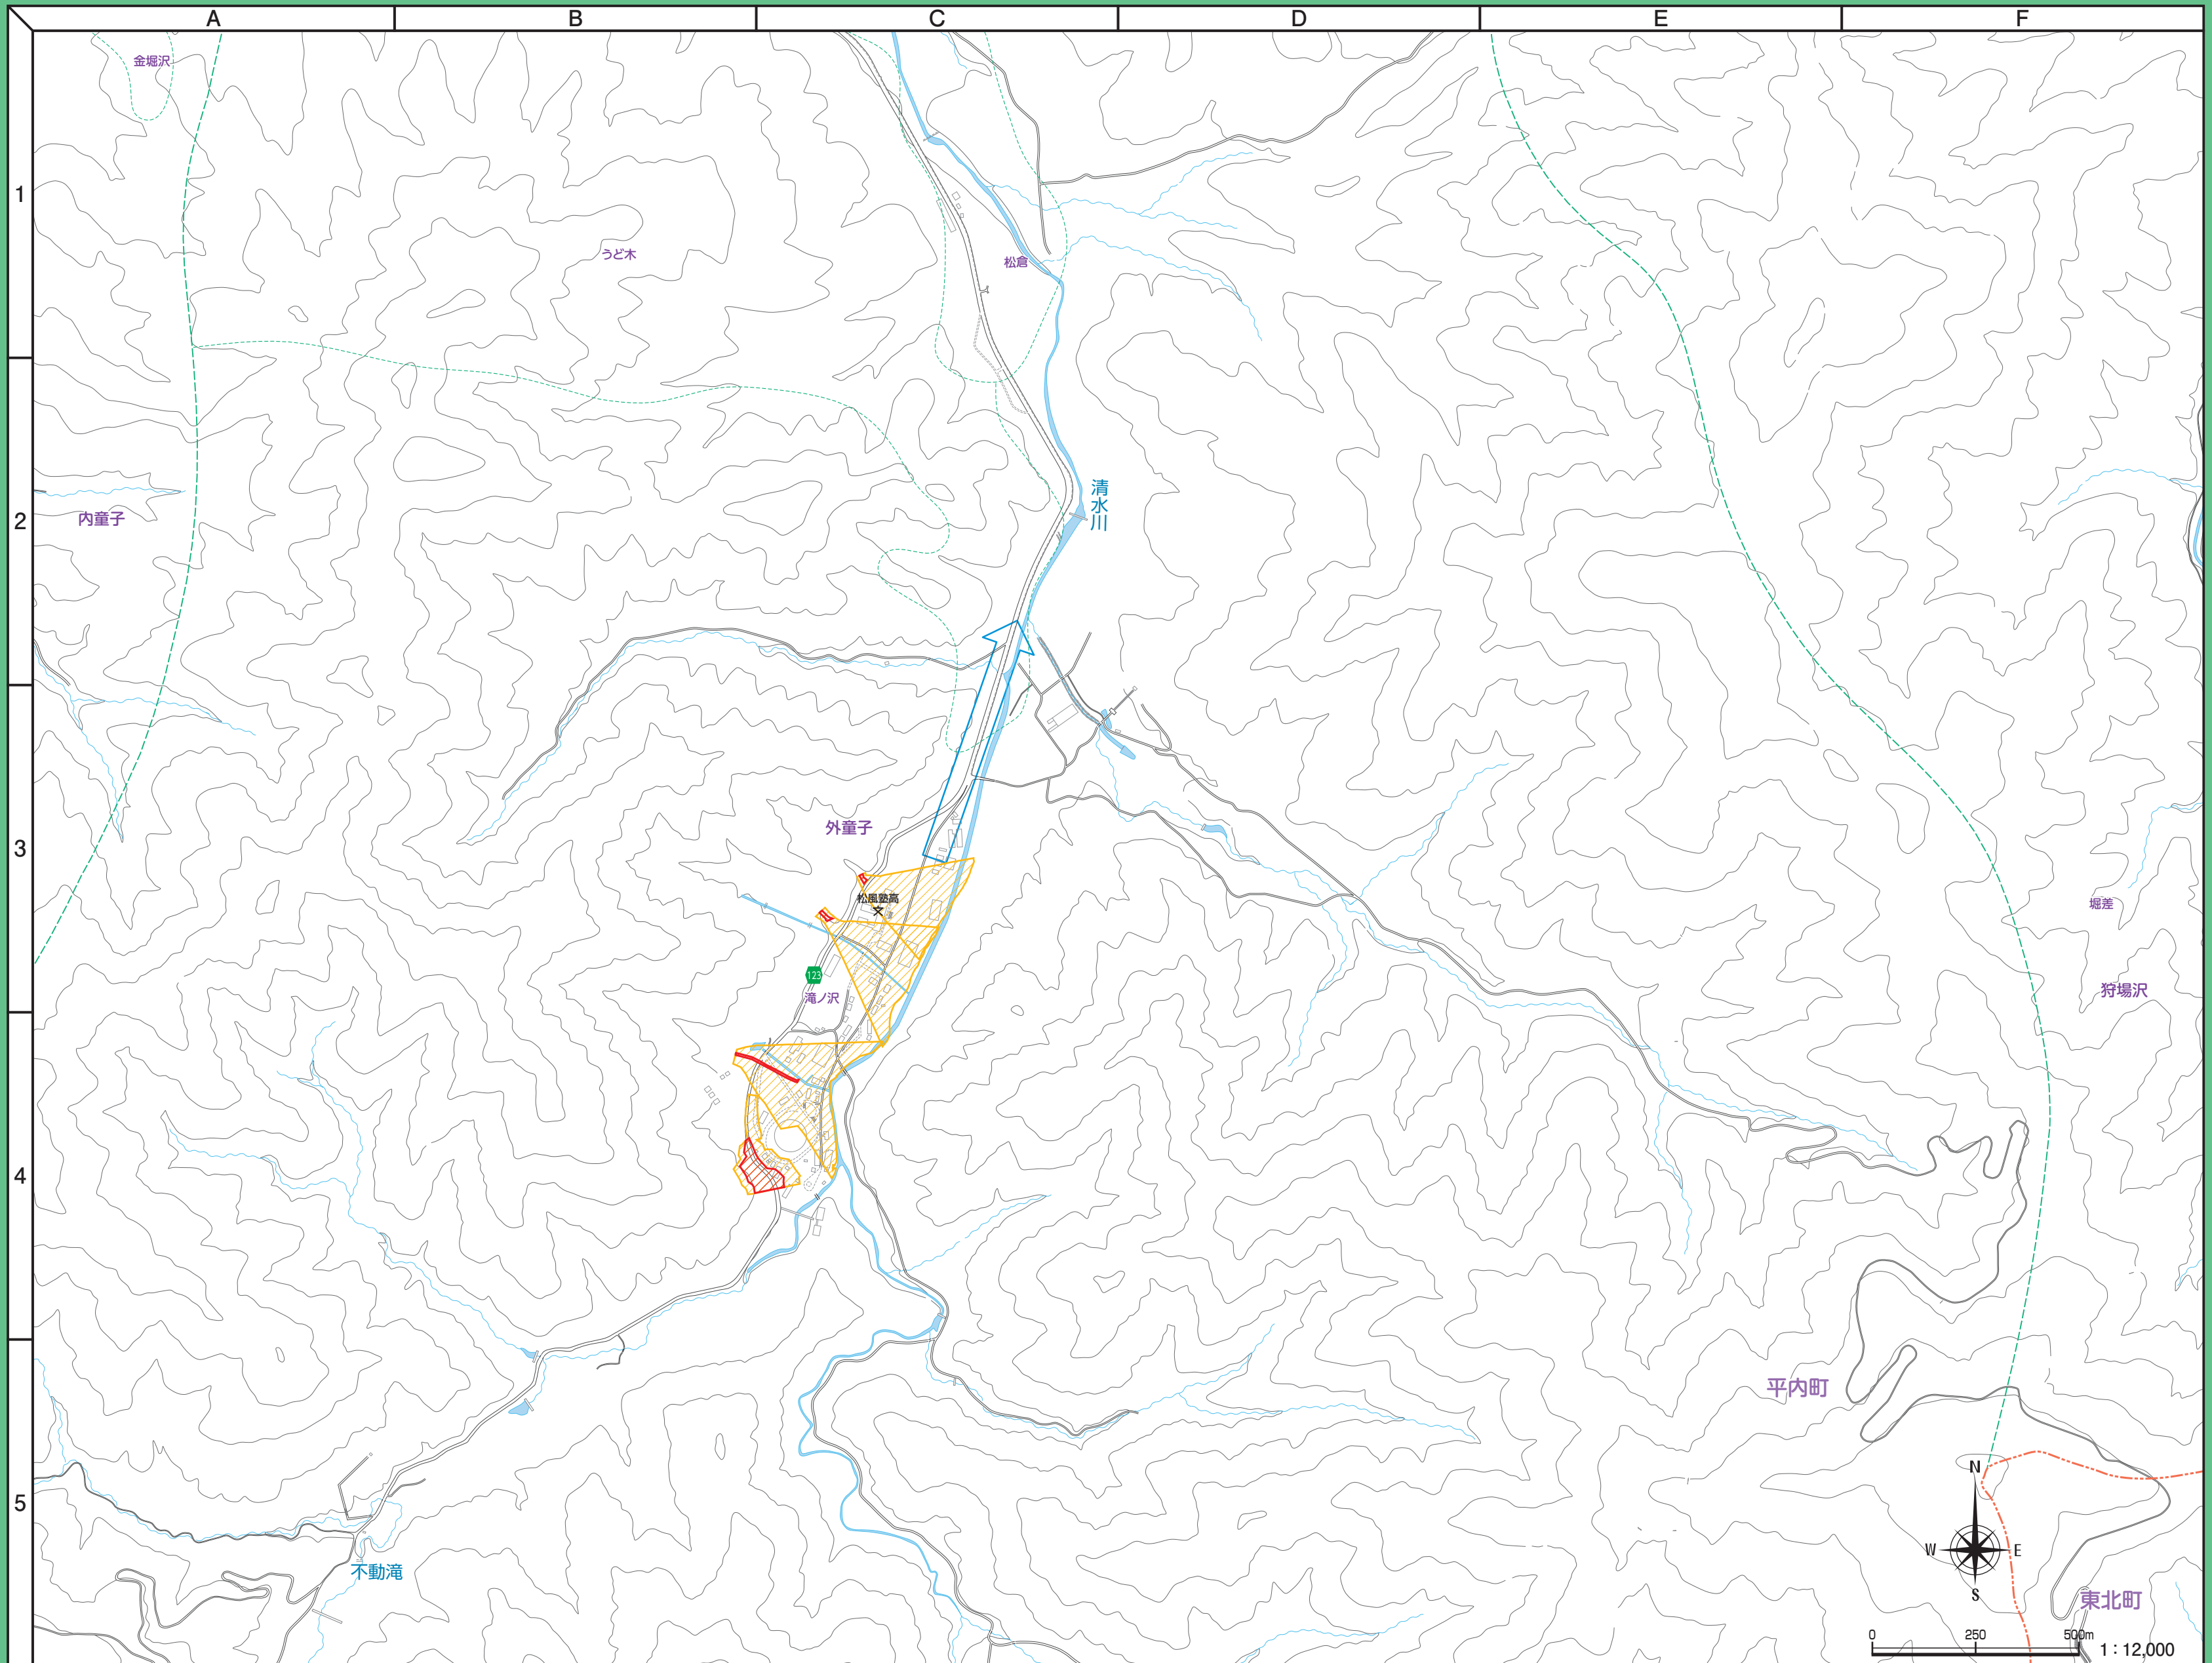 A
B
C
D
E
F
1
2
3
4
5
金堀沢
うど木
松倉
清水川
内童子
外童子
松風塾高
文
123
滝ノ沢
堀差
狩場沢
平内町
不動滝
東北町
N
W
E
S
0 250 500m
1:12,000